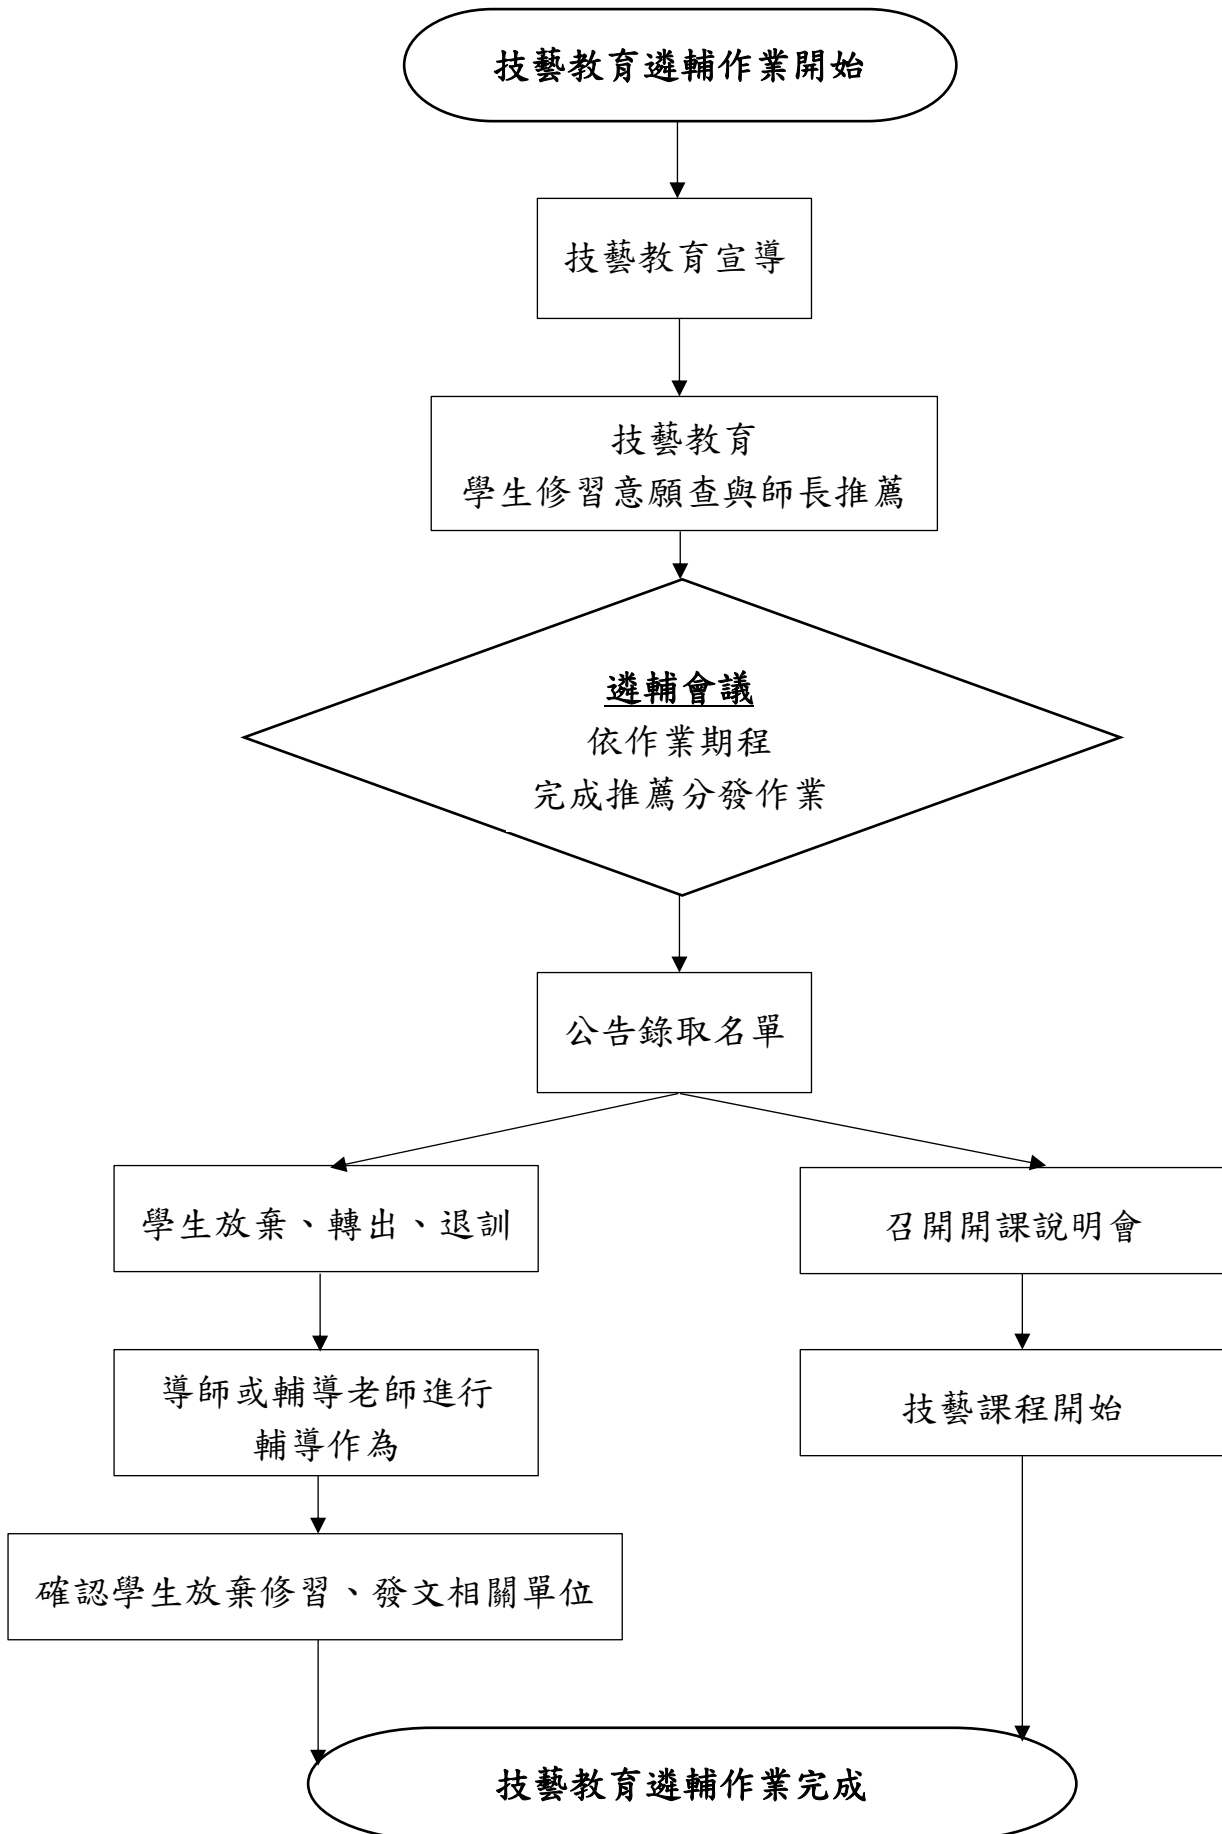 技藝教育遴輔作業開始
技藝教育宣導
技藝教育
學生修習意願查與師長推薦
遴輔會議
依作業期程
完成推薦分發作業
公告錄取名單
學生放棄、轉出、退訓
召開開課說明會
導師或輔導老師進行
輔導作為
技藝課程開始
確認學生放棄修習、發文相關單位
技藝教育遴輔作業完成